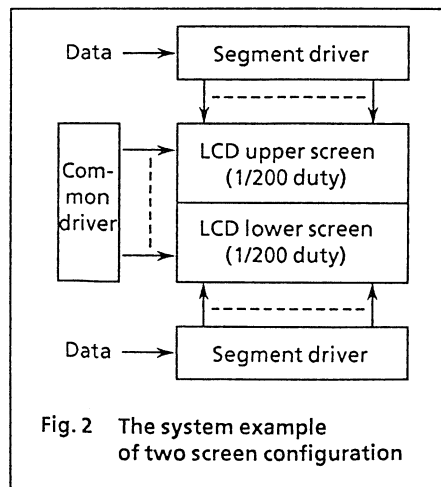 Data
Segment driver
Com-
mon
driver
LCD upper screen
(1/200 duty)
LCD lower screen
(1/200 duty)
Data
Segment driver
Fig. 2 The system example
of two screen configuration